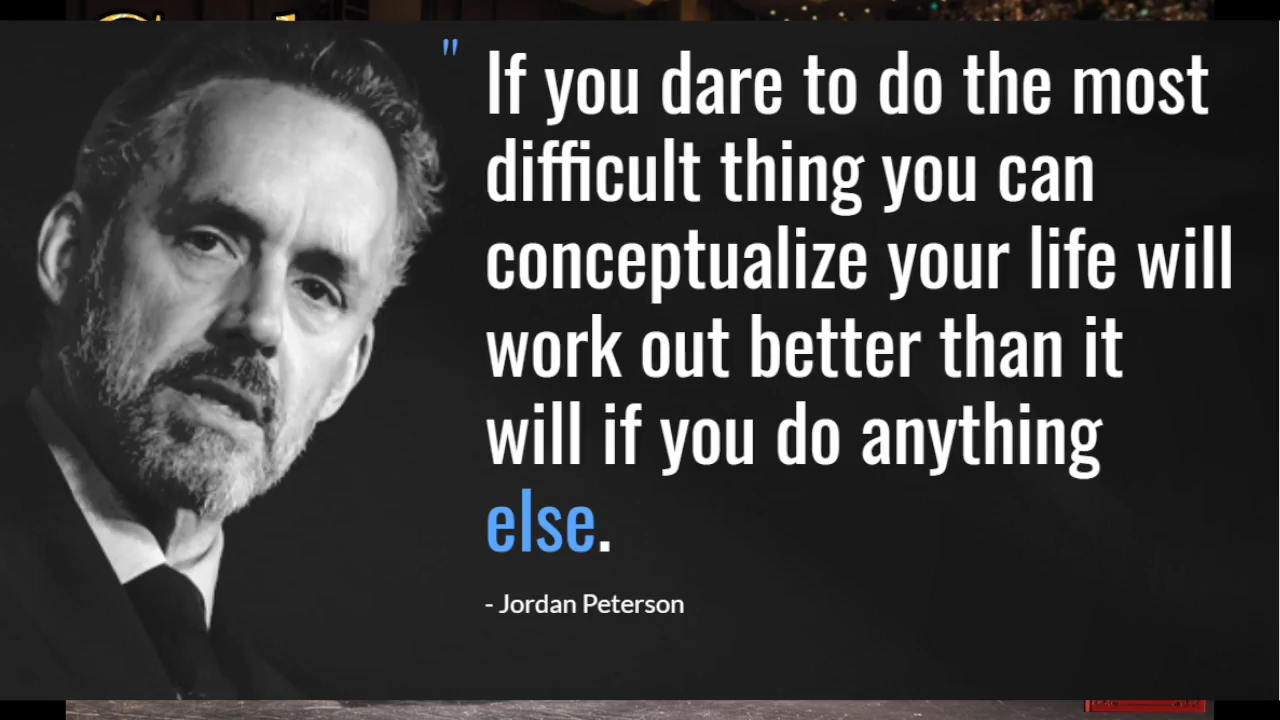 "
If you dare to do the most
difficult thing you can
conceptualize your life will
work out better than it
will if you do anything
else.
- Jordan Peterson